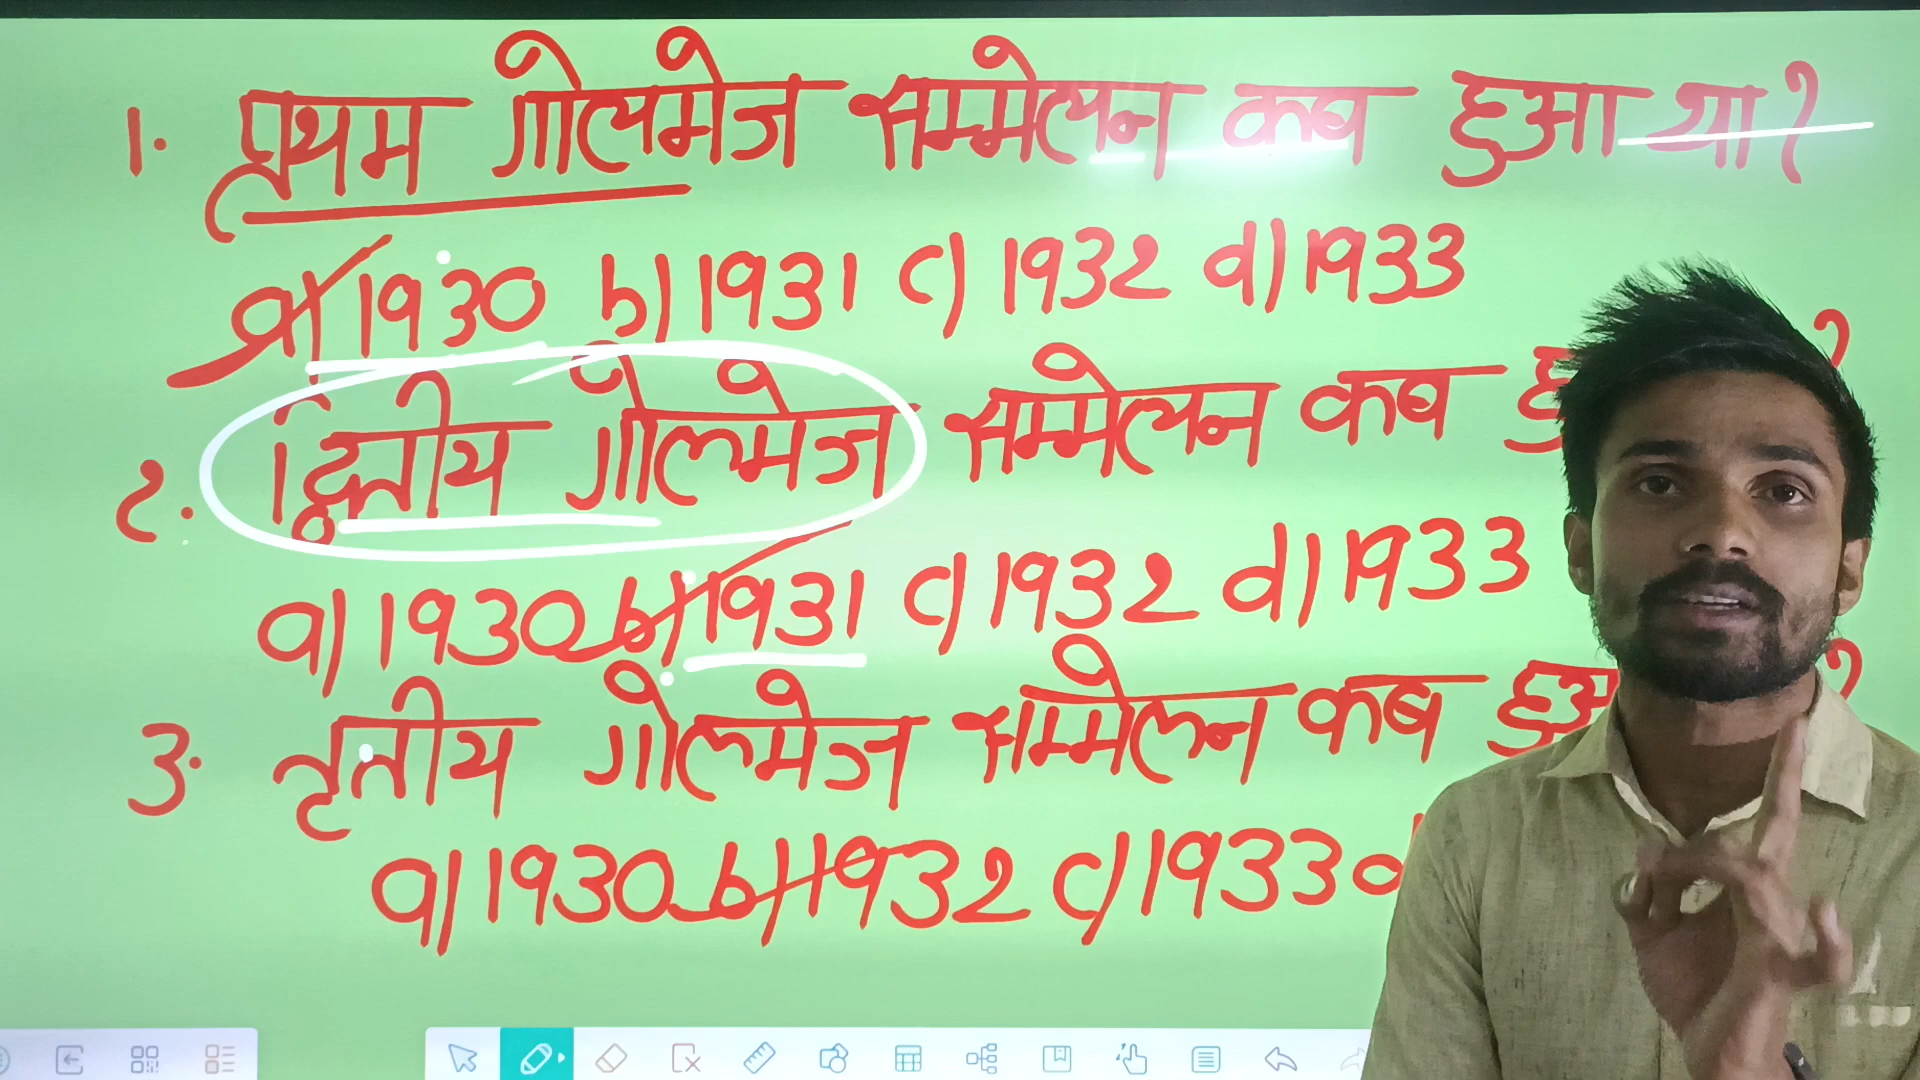 1. प्रथम गोलमेज सम्मेलन कब हुआ था?
a) 1930 b) 1931 c) 1932 d) 1933
2. द्वितीय गोलमेज सम्मेलन कब
a) 1930 b) 1931 c) 1932 d) 1933
3. तृतीय गोलमेज सम्मेलन कब
a) 1930 b) 1932 c) 1933